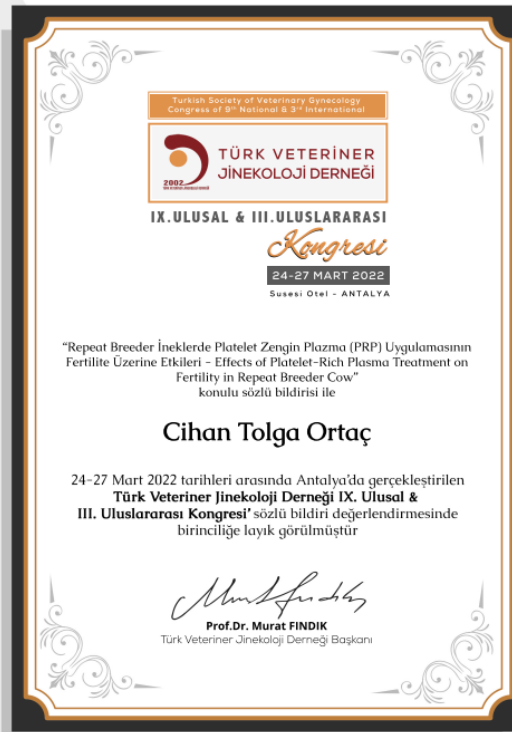 Turkish Society of Veterinary Gynecology
Congress of 9th National & 3rd International
TÜRK VETERİNER
JİNEKOLOJİ DERNEĞİ
2002
IX.ULUSAL & III.ULUSLARARASI
Kongresi
24-27 MART 2022
Susesi Otel - ANTALYA
“Repeat Breeder İneklerde Platelet Zengin Plazma (PRP) Uygulamasının
Fertilite Üzerine Etkileri - Effects of Platelet-Rich Plasma Treatment on
Fertility in Repeat Breeder Cow”
konulu sözlü bildirisi ile
Cihan Tolga Ortaç
24-27 Mart 2022 tarihleri arasında Antalya’da gerçekleştirilen
Türk Veteriner Jinekoloji Derneği IX. Ulusal &
III. Uluslararası Kongresi’ sözlü bildiri değerlendirmesinde
birinciliğe layık görülmüştür
Prof.Dr. Murat FINDIK
Türk Veteriner Jinekoloji Derneği Başkanı